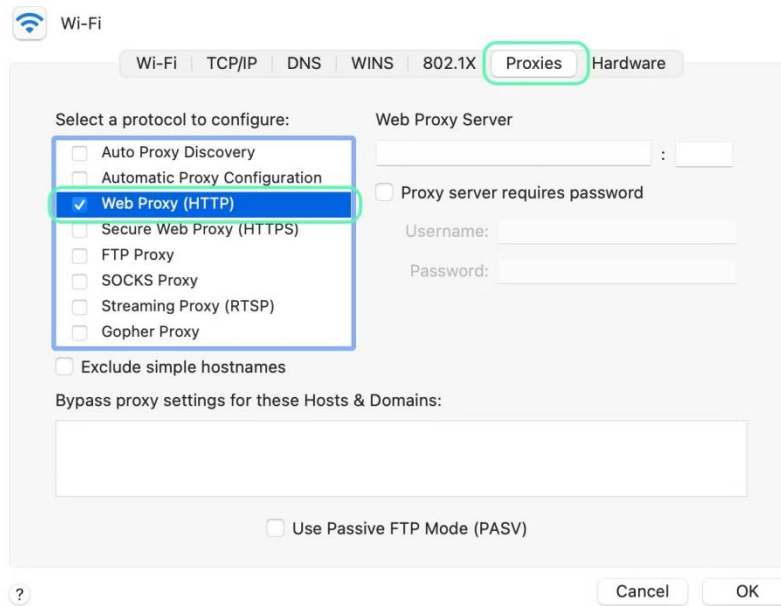 Wi-Fi
Wi-Fi TCP/IP DNS WINS 802.1X Proxies Hardware
Select a protocol to configure:
Auto Proxy Discovery
Automatic Proxy Configuration
Web Proxy (HTTP)
Secure Web Proxy (HTTPS)
FTP Proxy
SOCKS Proxy
Streaming Proxy (RTSP)
Gopher Proxy
Web Proxy Server
:
Proxy server requires password
Username:
Password:
Exclude simple hostnames
Bypass proxy settings for these Hosts & Domains:
Use Passive FTP Mode (PASV)
? Cancel OK